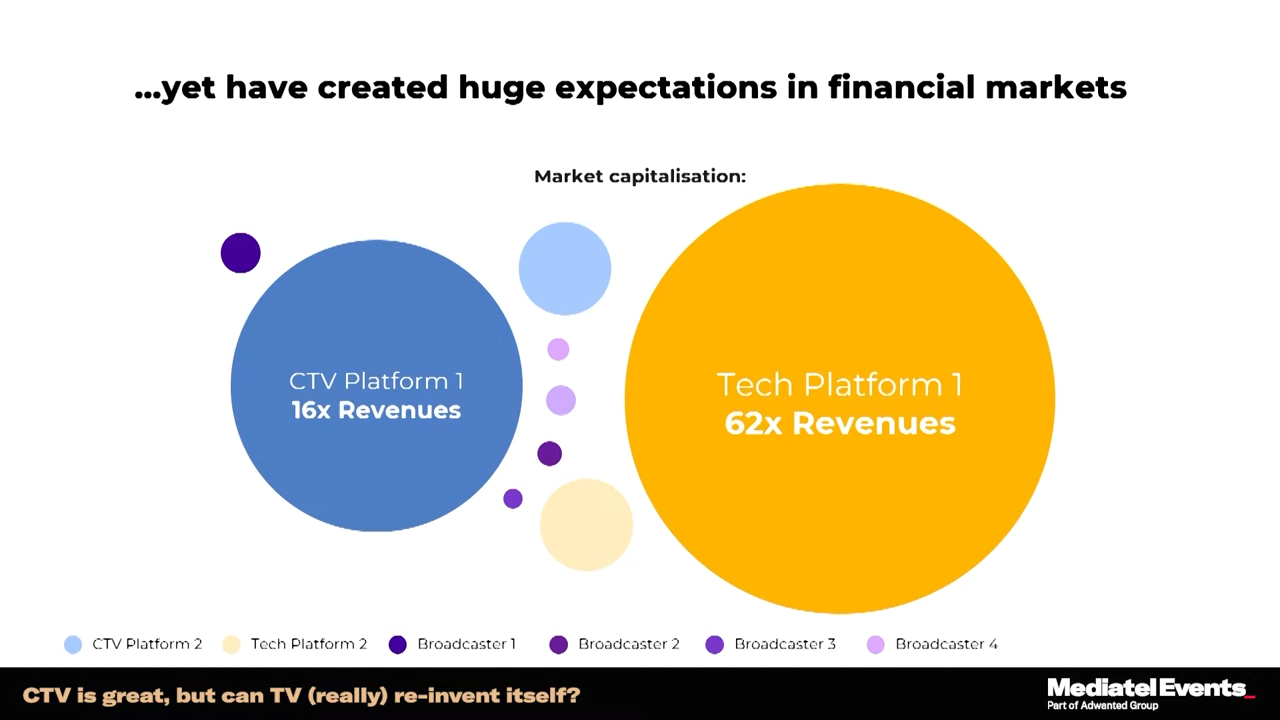 ...yet have created huge expectations in financial markets
Market capitalisation:
CTV Platform 1
16x Revenues
Tech Platform 1
62x Revenues
CTV Platform 2
Tech Platform 2
Broadcaster 1
Broadcaster 2
Broadcaster 3
Broadcaster 4
CTV is great, but can TV (really) re-invent itself?
Mediatel Events_
Part of Adwanted Group